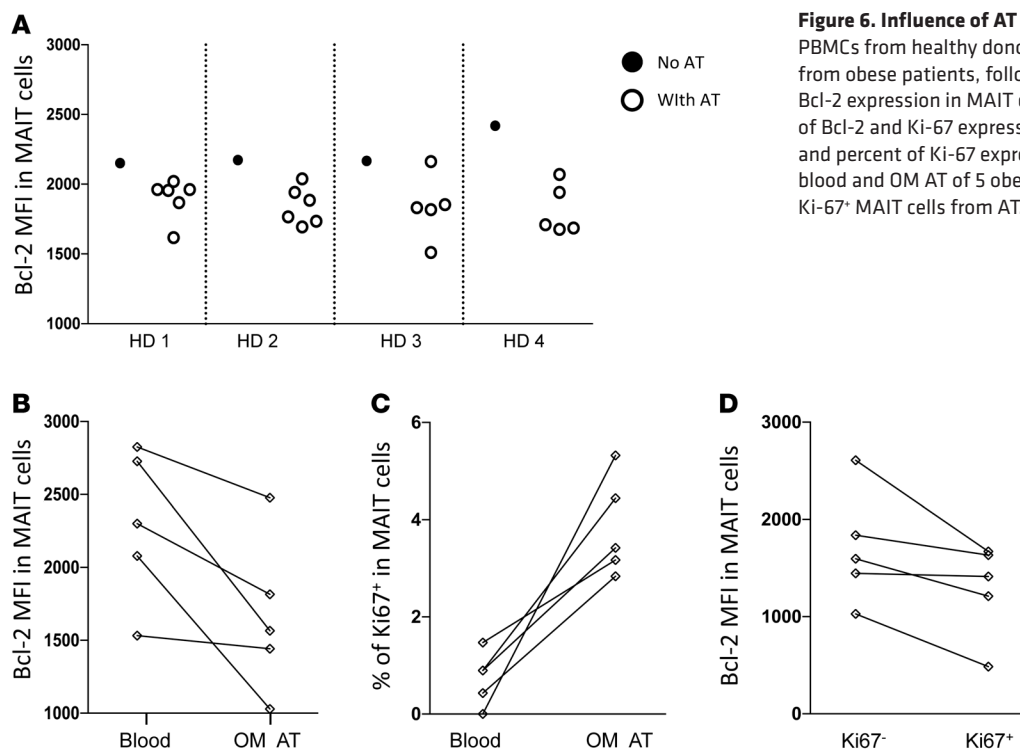 A
Bcl-2 MFI in MAIT cells
3000
2500
2000
1500
1000
HD 1
HD 2
HD 3
HD 4
No AT
WIth AT
Figure 6. Influence of AT
PBMCs from healthy dono
from obese patients, follo
Bcl-2 expression in MAIT c
of Bcl-2 and Ki-67 express
and percent of Ki-67 expre
blood and OM AT of 5 obe
Ki-67⁺ MAIT cells from AT.
B
Bcl-2 MFI in MAIT cells
3000
2500
2000
1500
1000
Blood
OM AT
C
% of Ki67⁺ in MAIT cells
6
4
2
0
Blood
OM AT
D
Bcl-2 MFI in MAIT cells
3000
2000
1000
0
Ki67⁻
Ki67⁺